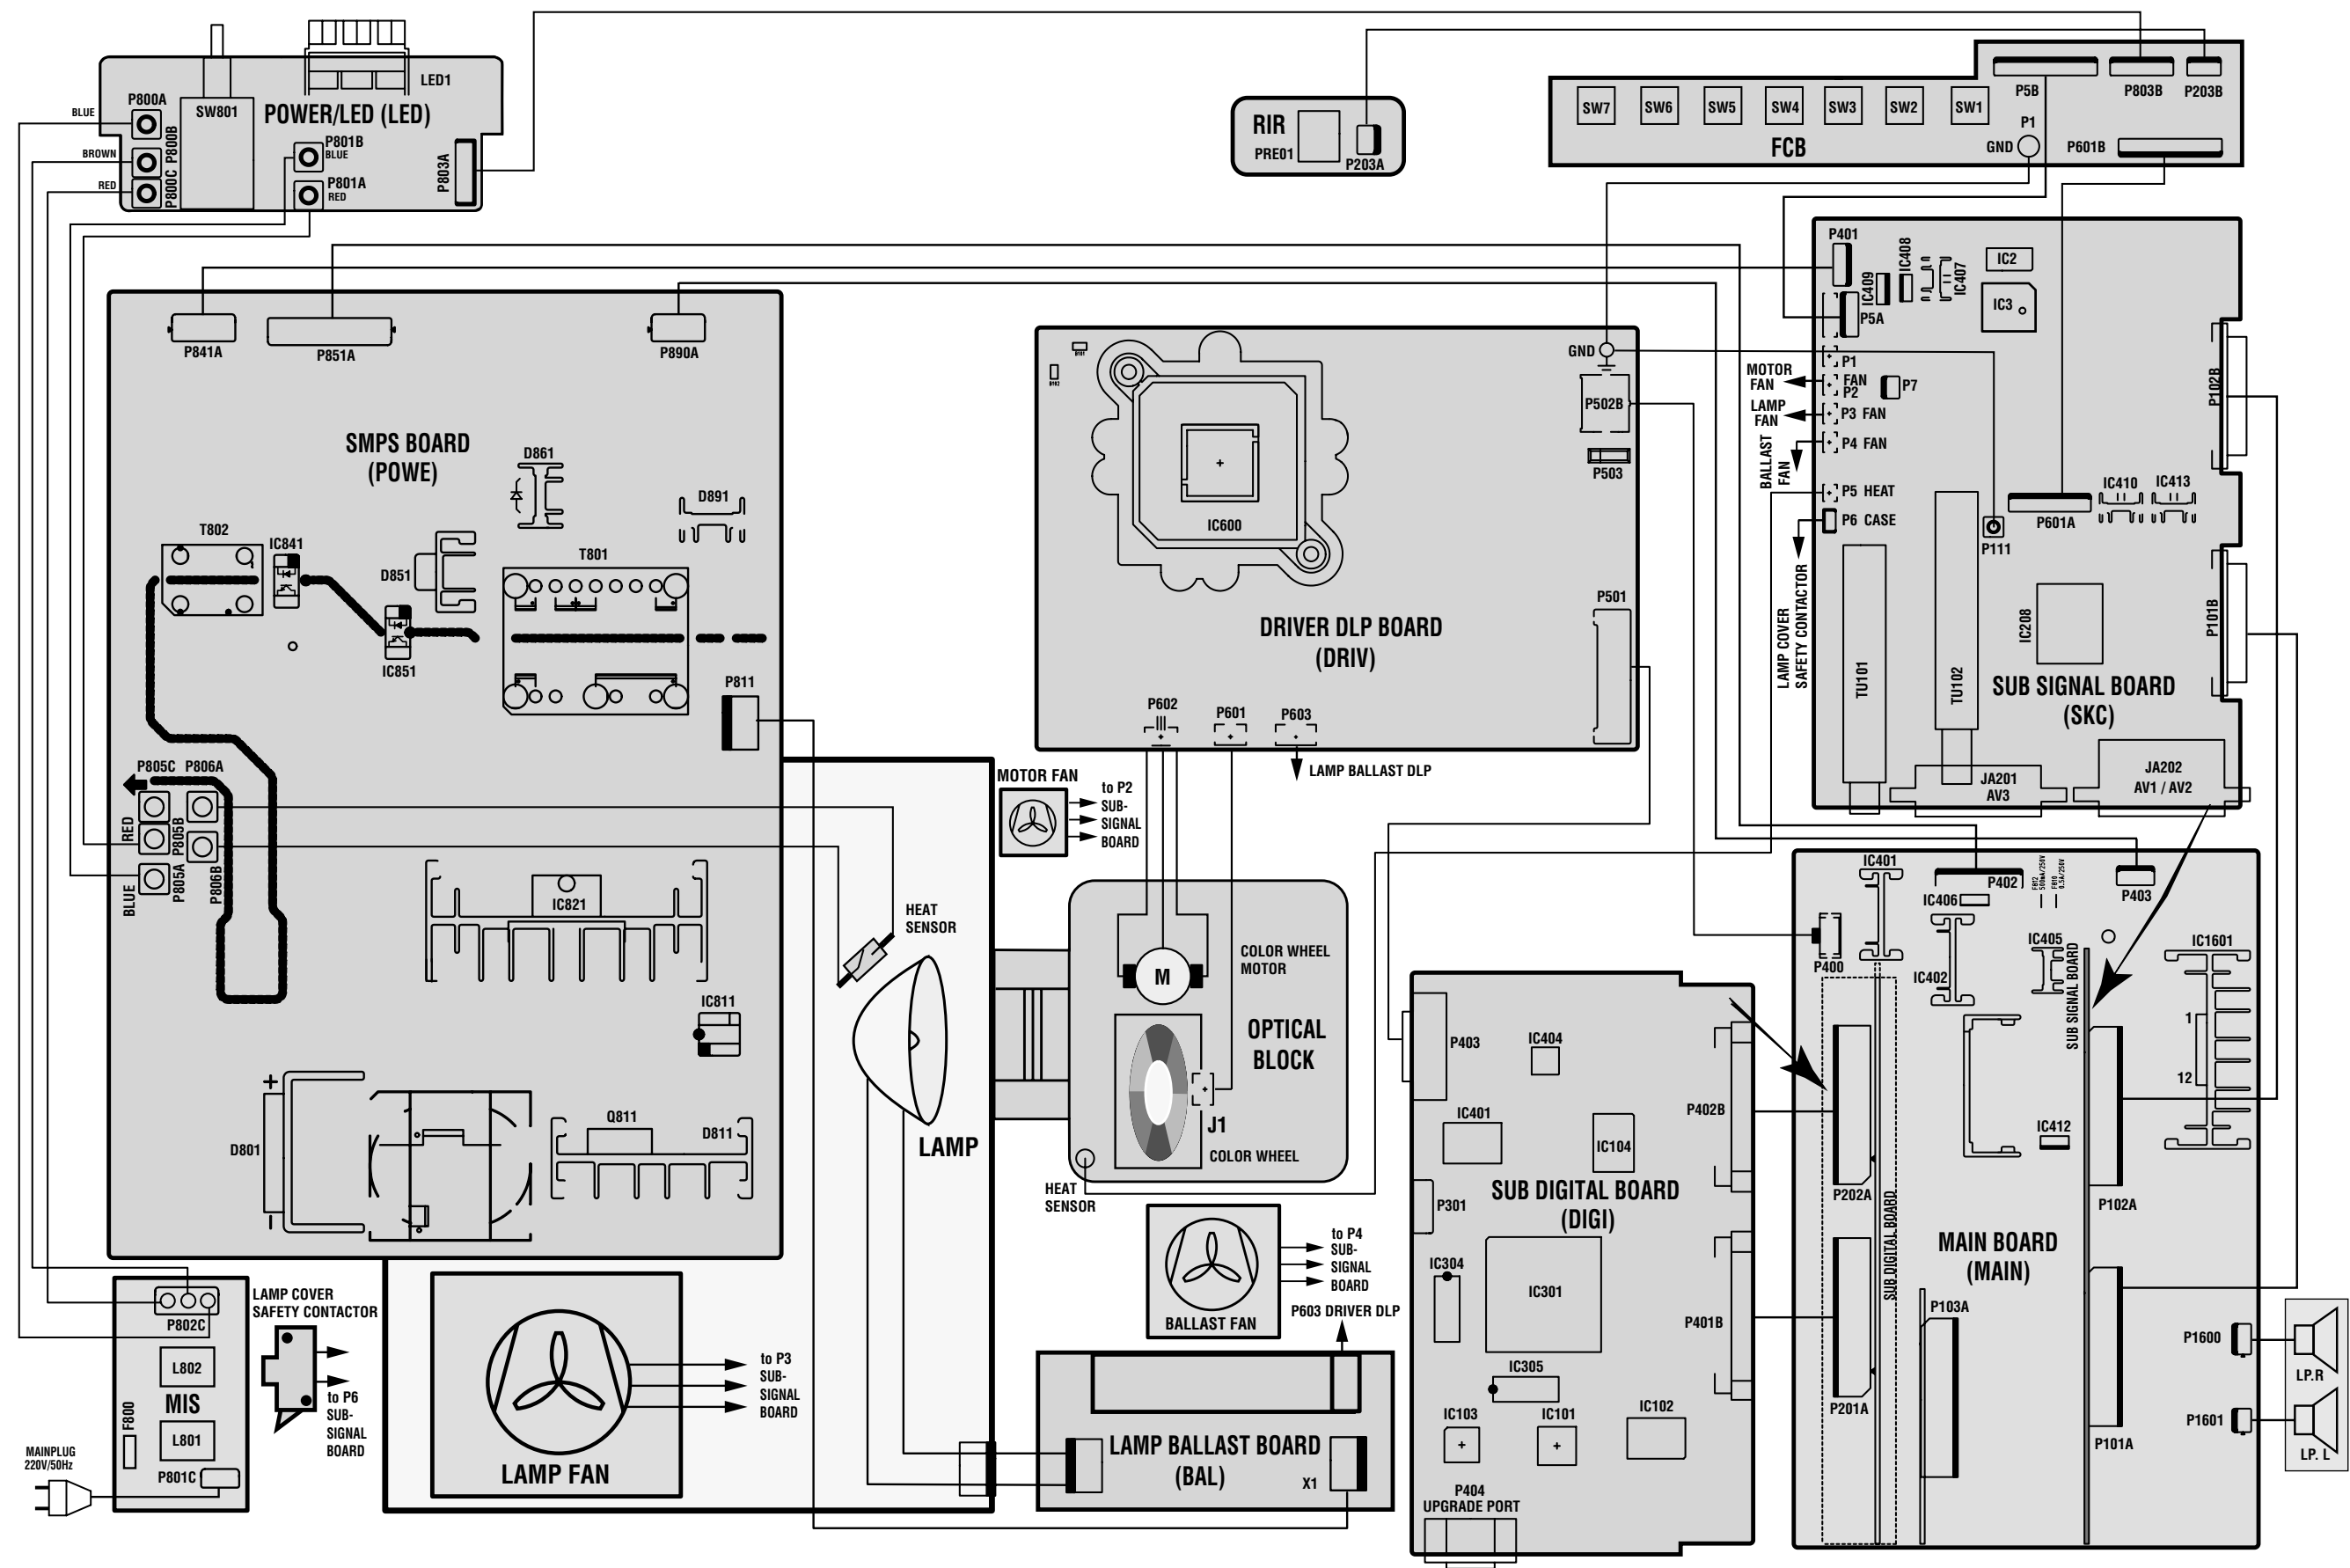 LED1
P800A
BLUE
SW801
POWER/LED (LED)
P800B
P801B
BLUE
BROWN
P800C
P801A
RED
RED
P803A
RIR
PRE01
P203A
SW7
SW6
SW5
SW4
SW3
SW2
SW1
FCB
P5B
P803B
P203B
P1
GND
P601B
P841A
P851A
P890A
SMPS BOARD
(POWE)
D861
D891
T802
IC841
D851
T801
IC851
P811
P805C
P806A
RED
P805B
BLUE
P805A
P806B
IC821
IC811
D801
+
−
Q811
D811
HEAT
SENSOR
LAMP
GND
P502B
P503
IC600
DRIVER DLP BOARD
(DRIV)
P501
P602
P601
P603
LAMP BALLAST DLP
MOTOR FAN
to P2
SUB-
SIGNAL
BOARD
M
COLOR WHEEL
MOTOR
OPTICAL
BLOCK
J1
COLOR WHEEL
HEAT
SENSOR
to P4
SUB-
SIGNAL
BOARD
BALLAST FAN
P603 DRIVER DLP
LAMP BALLAST BOARD
(BAL)
X1
P401
IC409
IC408
IC407
IC2
IC3
P5A
P1
MOTOR
FAN
FAN
P2
P7
LAMP
FAN
P3 FAN
P4 FAN
BALLAST
FAN
P5 HEAT
P6 CASE
LAMP COVER
SAFETY CONTACTOR
P102B
IC410
IC413
P601A
P111
IC208
P101B
TU101
TU102
SUB SIGNAL BOARD
(SKC)
JA201
AV3
JA202
AV1 / AV2
P403
IC404
P402B
IC401
IC104
SUB DIGITAL BOARD
(DIGI)
P301
IC304
IC301
P401B
IC305
IC103
IC101
IC102
P404
UPGRADE PORT
IC401
P402
IC406
P403
P400
IC402
IC405
SUB SIGNAL BOARD
IC1601
1
12
IC412
P202A
SUB DIGITAL BOARD
P102A
MAIN BOARD
(MAIN)
P103A
P201A
P101A
P1600
LP.R
P1601
LP. L
P802C
L802
MIS
F800
L801
P801C
MAINPLUG
220V/50Hz
LAMP COVER
SAFETY CONTACTOR
to P6
SUB-
SIGNAL
BOARD
LAMP FAN
to P3
SUB-
SIGNAL
BOARD